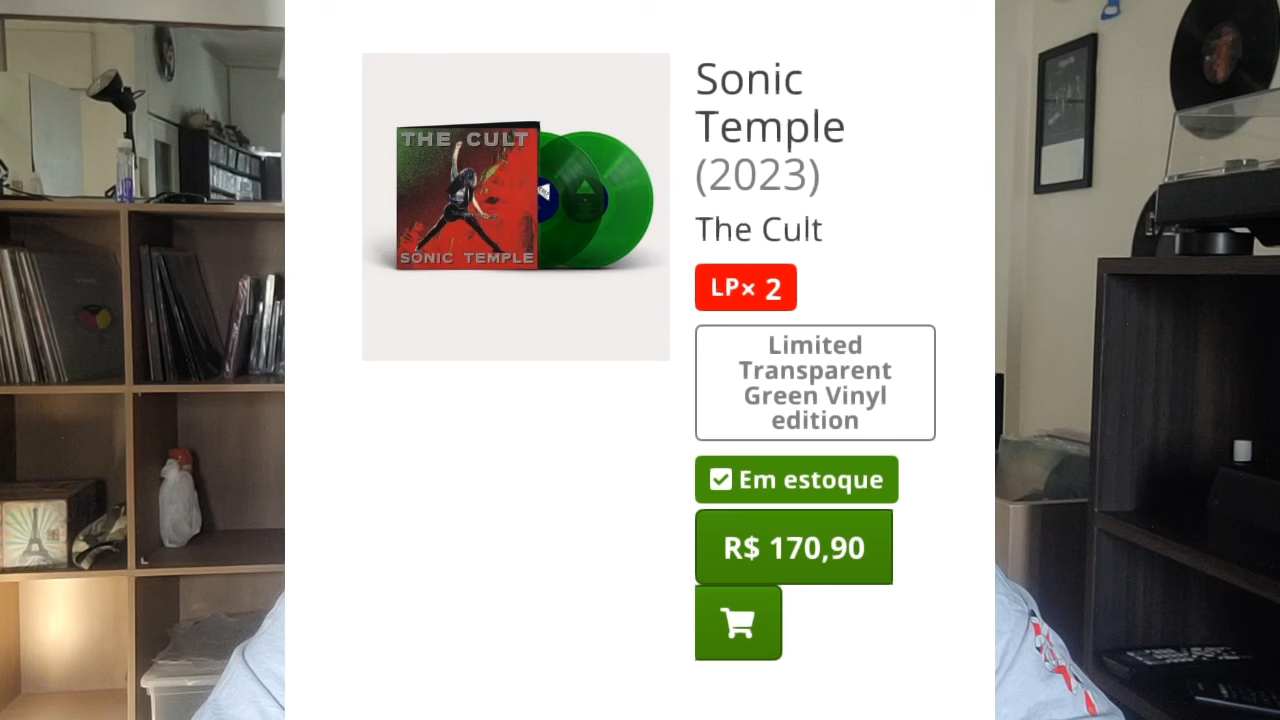 THE CULT
SONIC TEMPLE
Sonic
Temple
(2023)
The Cult
LP× 2
Limited
Transparent
Green Vinyl
edition
Em estoque
R$ 170,90